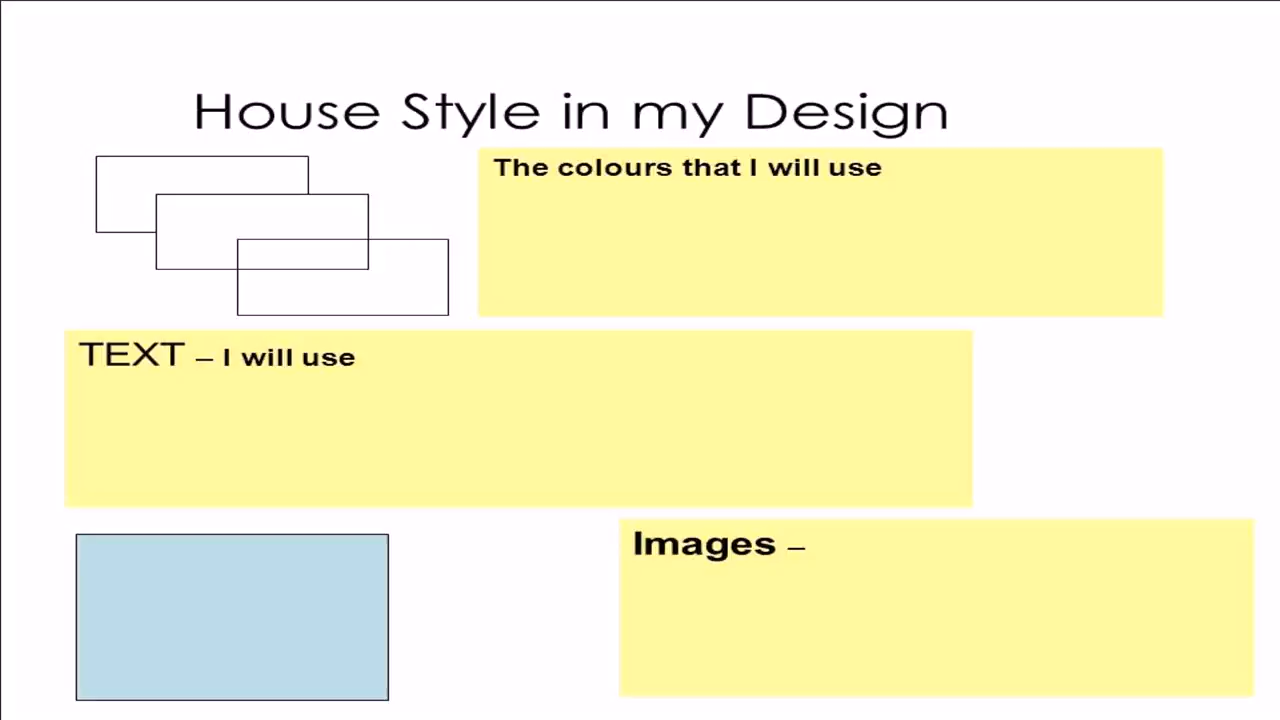 House Style in my Design
The colours that I will use
TEXT – I will use
Images –